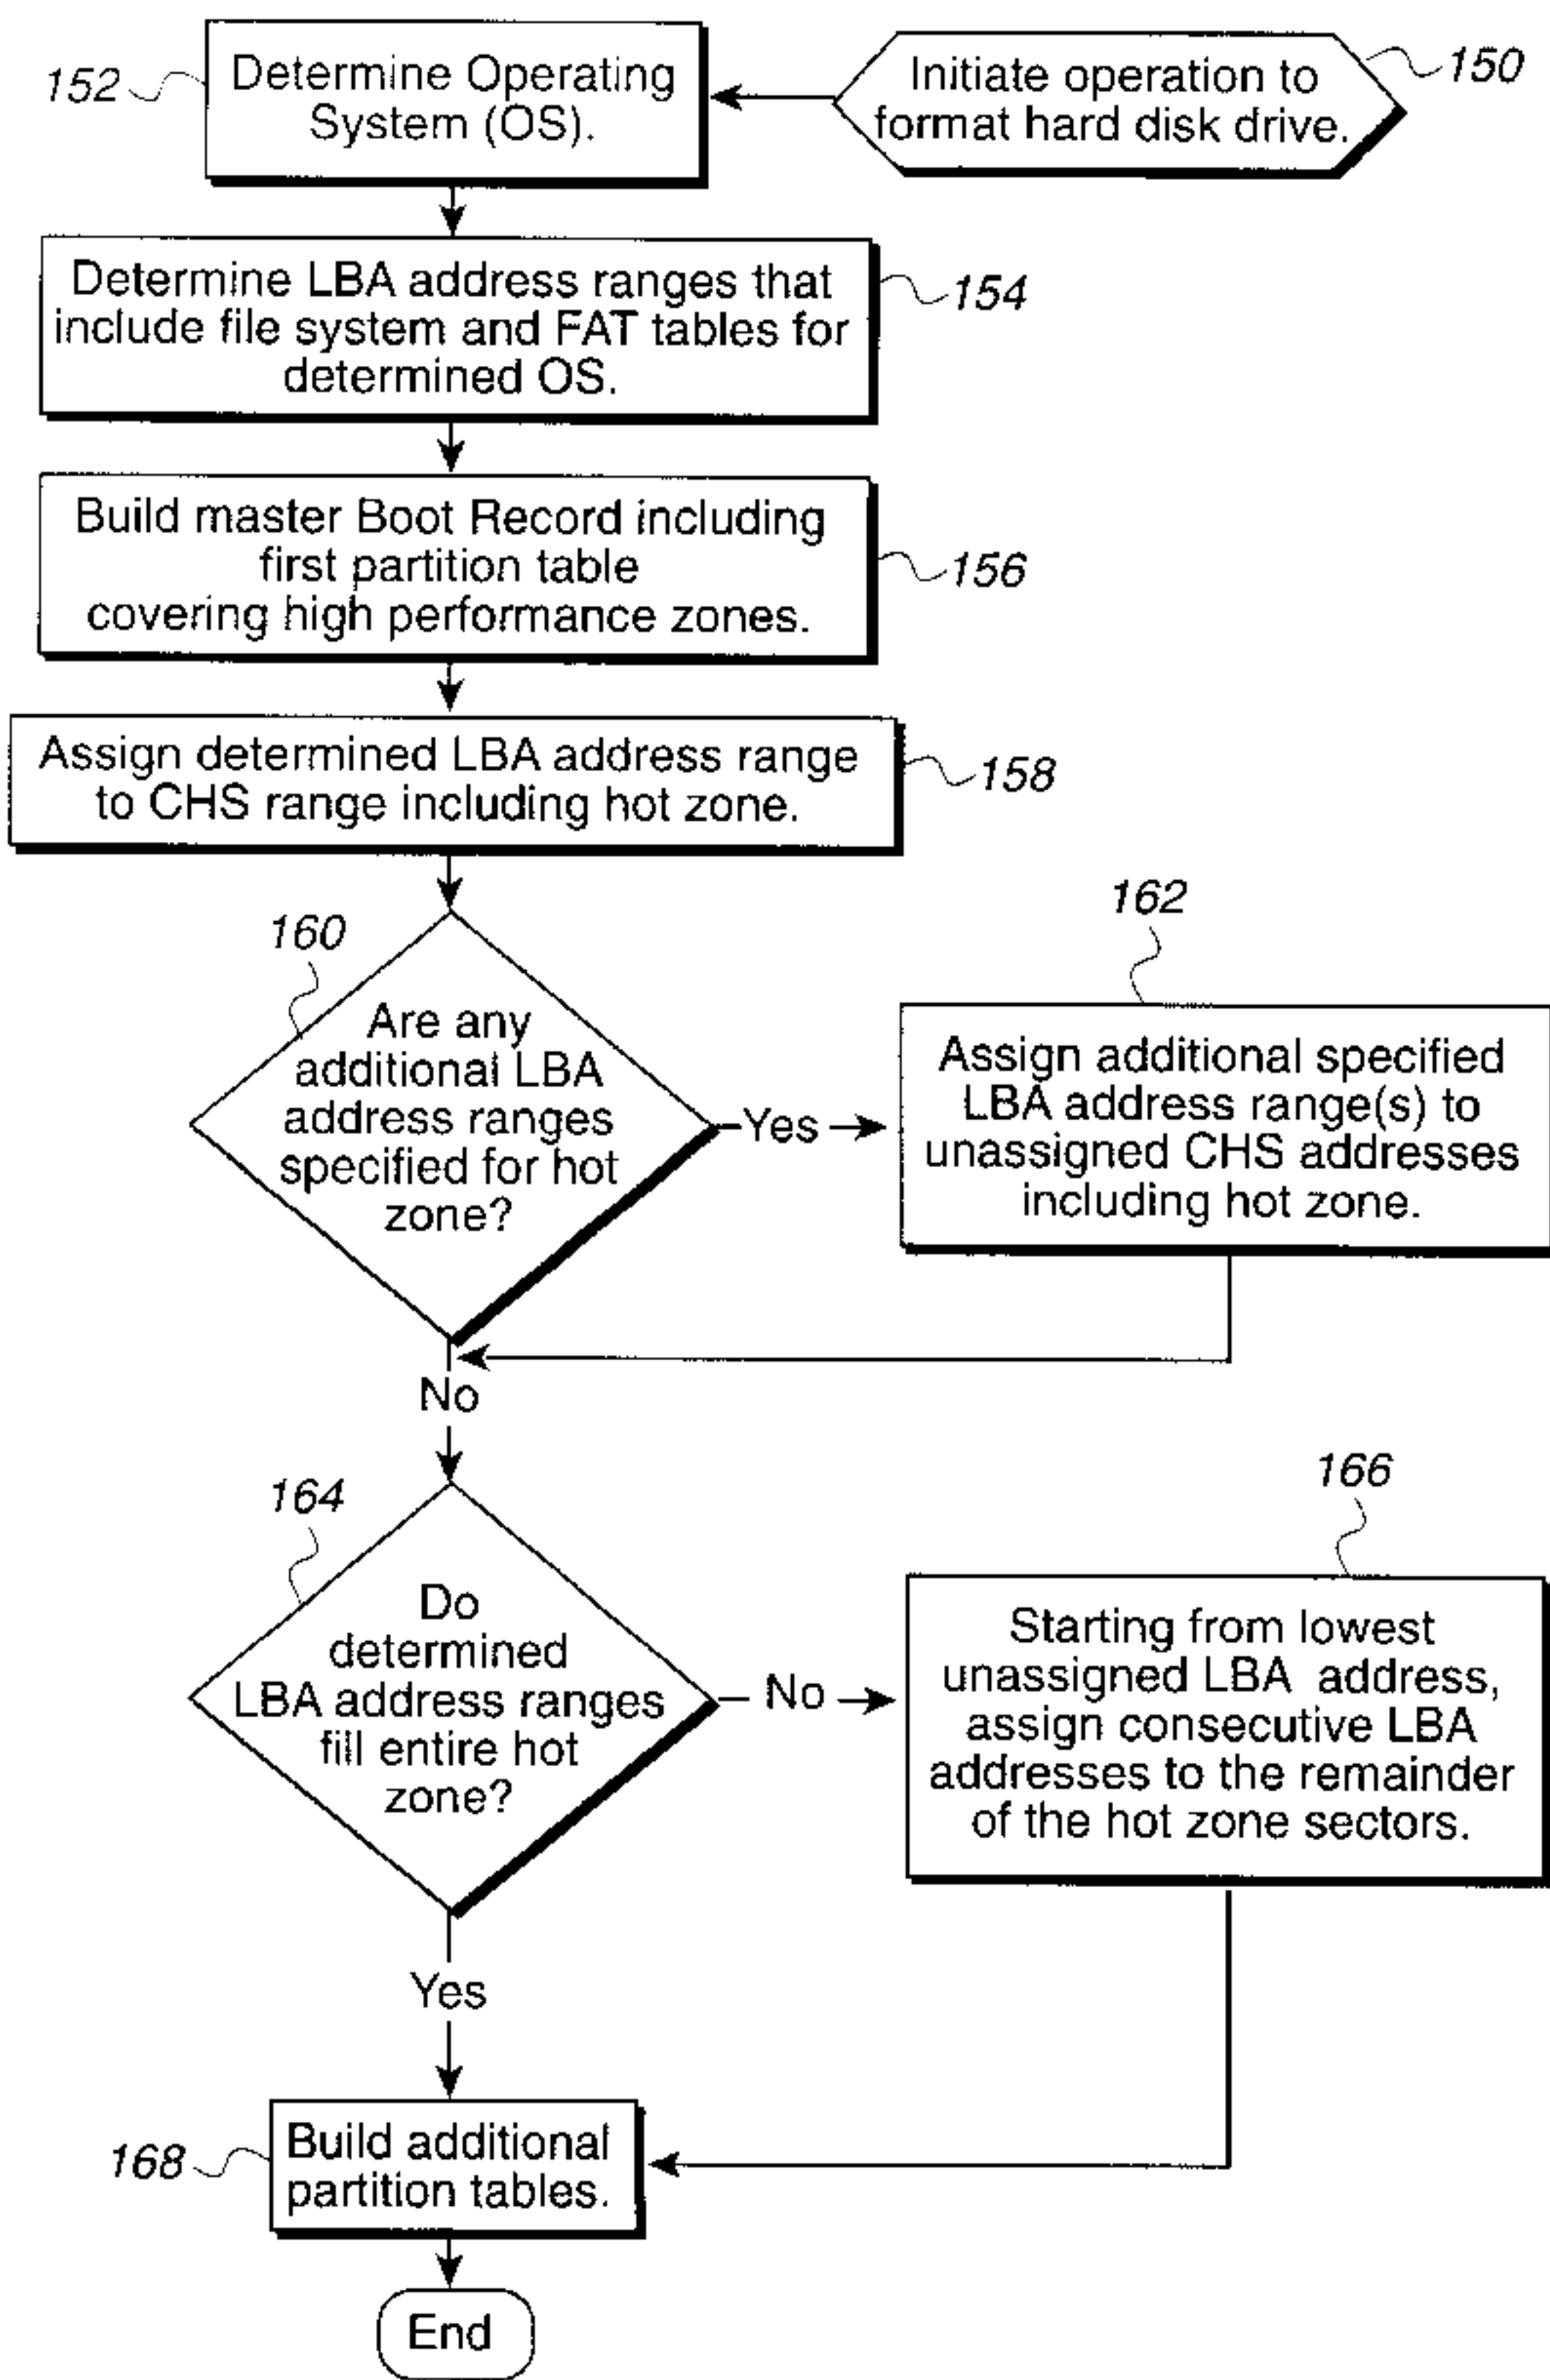 150
Initiate operation to
format hard disk drive.
152
Determine Operating
System (OS).
154
Determine LBA address ranges that
include file system and FAT tables for
determined OS.
156
Build master Boot Record including
first partition table
covering high performance zones.
158
Assign determined LBA address range
to CHS range including hot zone.
160
Are any
additional LBA
address ranges
specified for hot
zone?
Yes
162
Assign additional specified
LBA address range(s) to
unassigned CHS addresses
including hot zone.
No
164
Do
determined
LBA address ranges
fill entire hot
zone?
No
166
Starting from lowest
unassigned LBA address,
assign consecutive LBA
addresses to the remainder
of the hot zone sectors.
Yes
168
Build additional
partition tables.
End